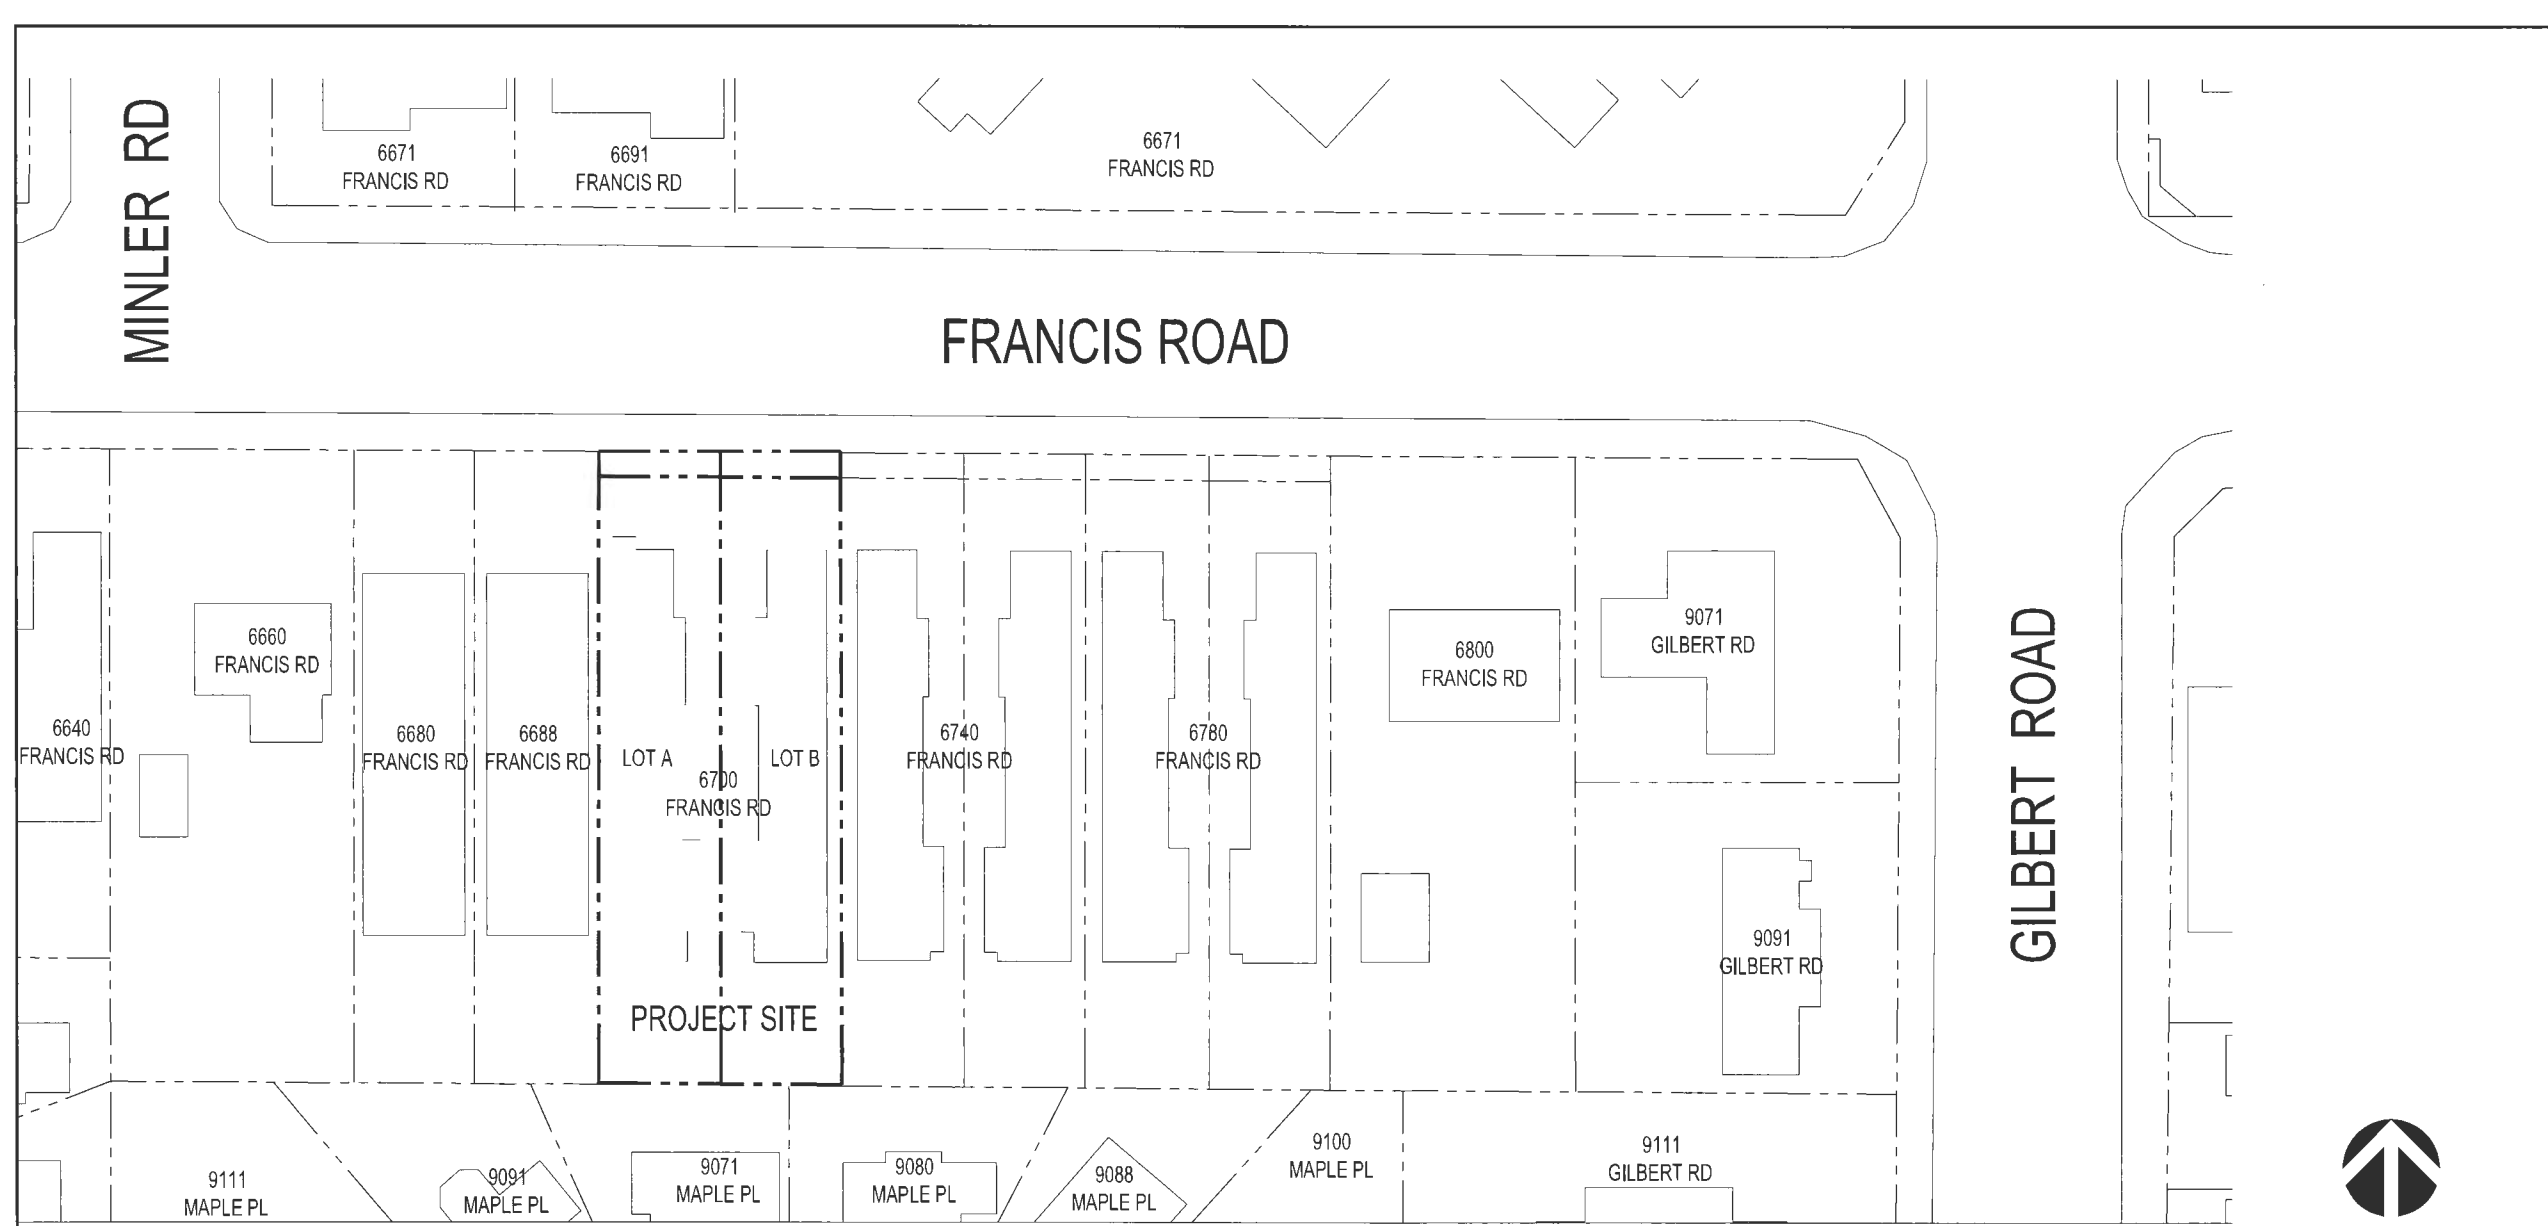 MINLER RD
6671
FRANCIS RD
6691
FRANCIS RD
6671
FRANCIS RD
FRANCIS ROAD
6640
FRANCIS RD
6660
FRANCIS RD
6680
FRANCIS RD
6688
FRANCIS RD
LOT A
6700
FRANCIS RD
LOT B
6740
FRANCIS RD
6780
FRANCIS RD
6800
FRANCIS RD
9071
GILBERT RD
9091
GILBERT RD
GILBERT ROAD
PROJECT SITE
9111
MAPLE PL
9091
MAPLE PL
9071
MAPLE PL
9080
MAPLE PL
9088
MAPLE PL
9100
MAPLE PL
9111
GILBERT RD